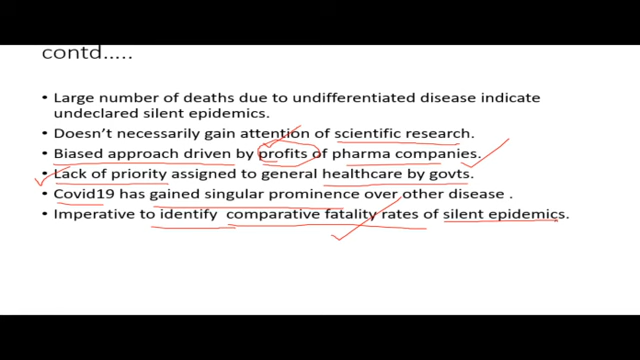 contd.....
• Large number of deaths due to undifferentiated disease indicate
undeclared silent epidemics.
• Doesn't necessarily gain attention of scientific research.
• Biased approach driven by profits of pharma companies.
• Lack of priority assigned to general healthcare by govts.
• Covid19 has gained singular prominence over other disease .
• Imperative to identify comparative fatality rates of silent epidemics.